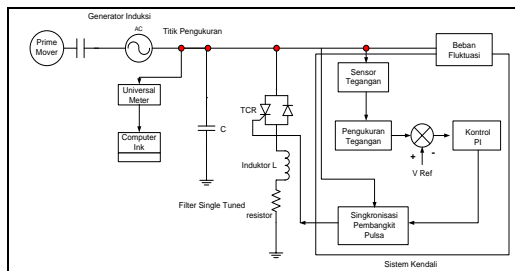 Generator Induksi
AC
Titik Pengukuran
Prime
Mover
Universal
Meter
Computer
Ink
C
TCR
Induktor L
Filter Single Tuned
resistor
Sensor
Tegangan
Pengukuran
Tegangan
+
-
V Ref
Kontrol
PI
Beban
Fluktuasi
Singkronisasi
Pembangkit
Pulsa
Sistem Kendali